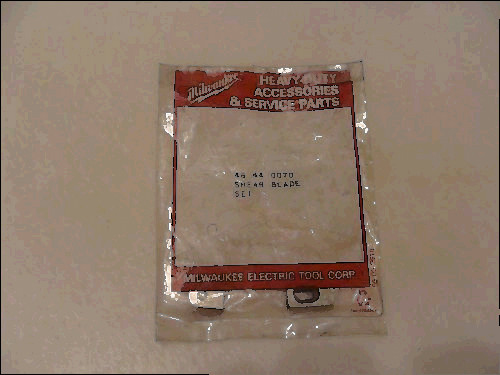 Milwaukee
HEAVY-DUTY
ACCESSORIES
& SERVICE PARTS
48 44 0070
SHEAR BLADE
SET
MILWAUKEE ELECTRIC TOOL CORP.